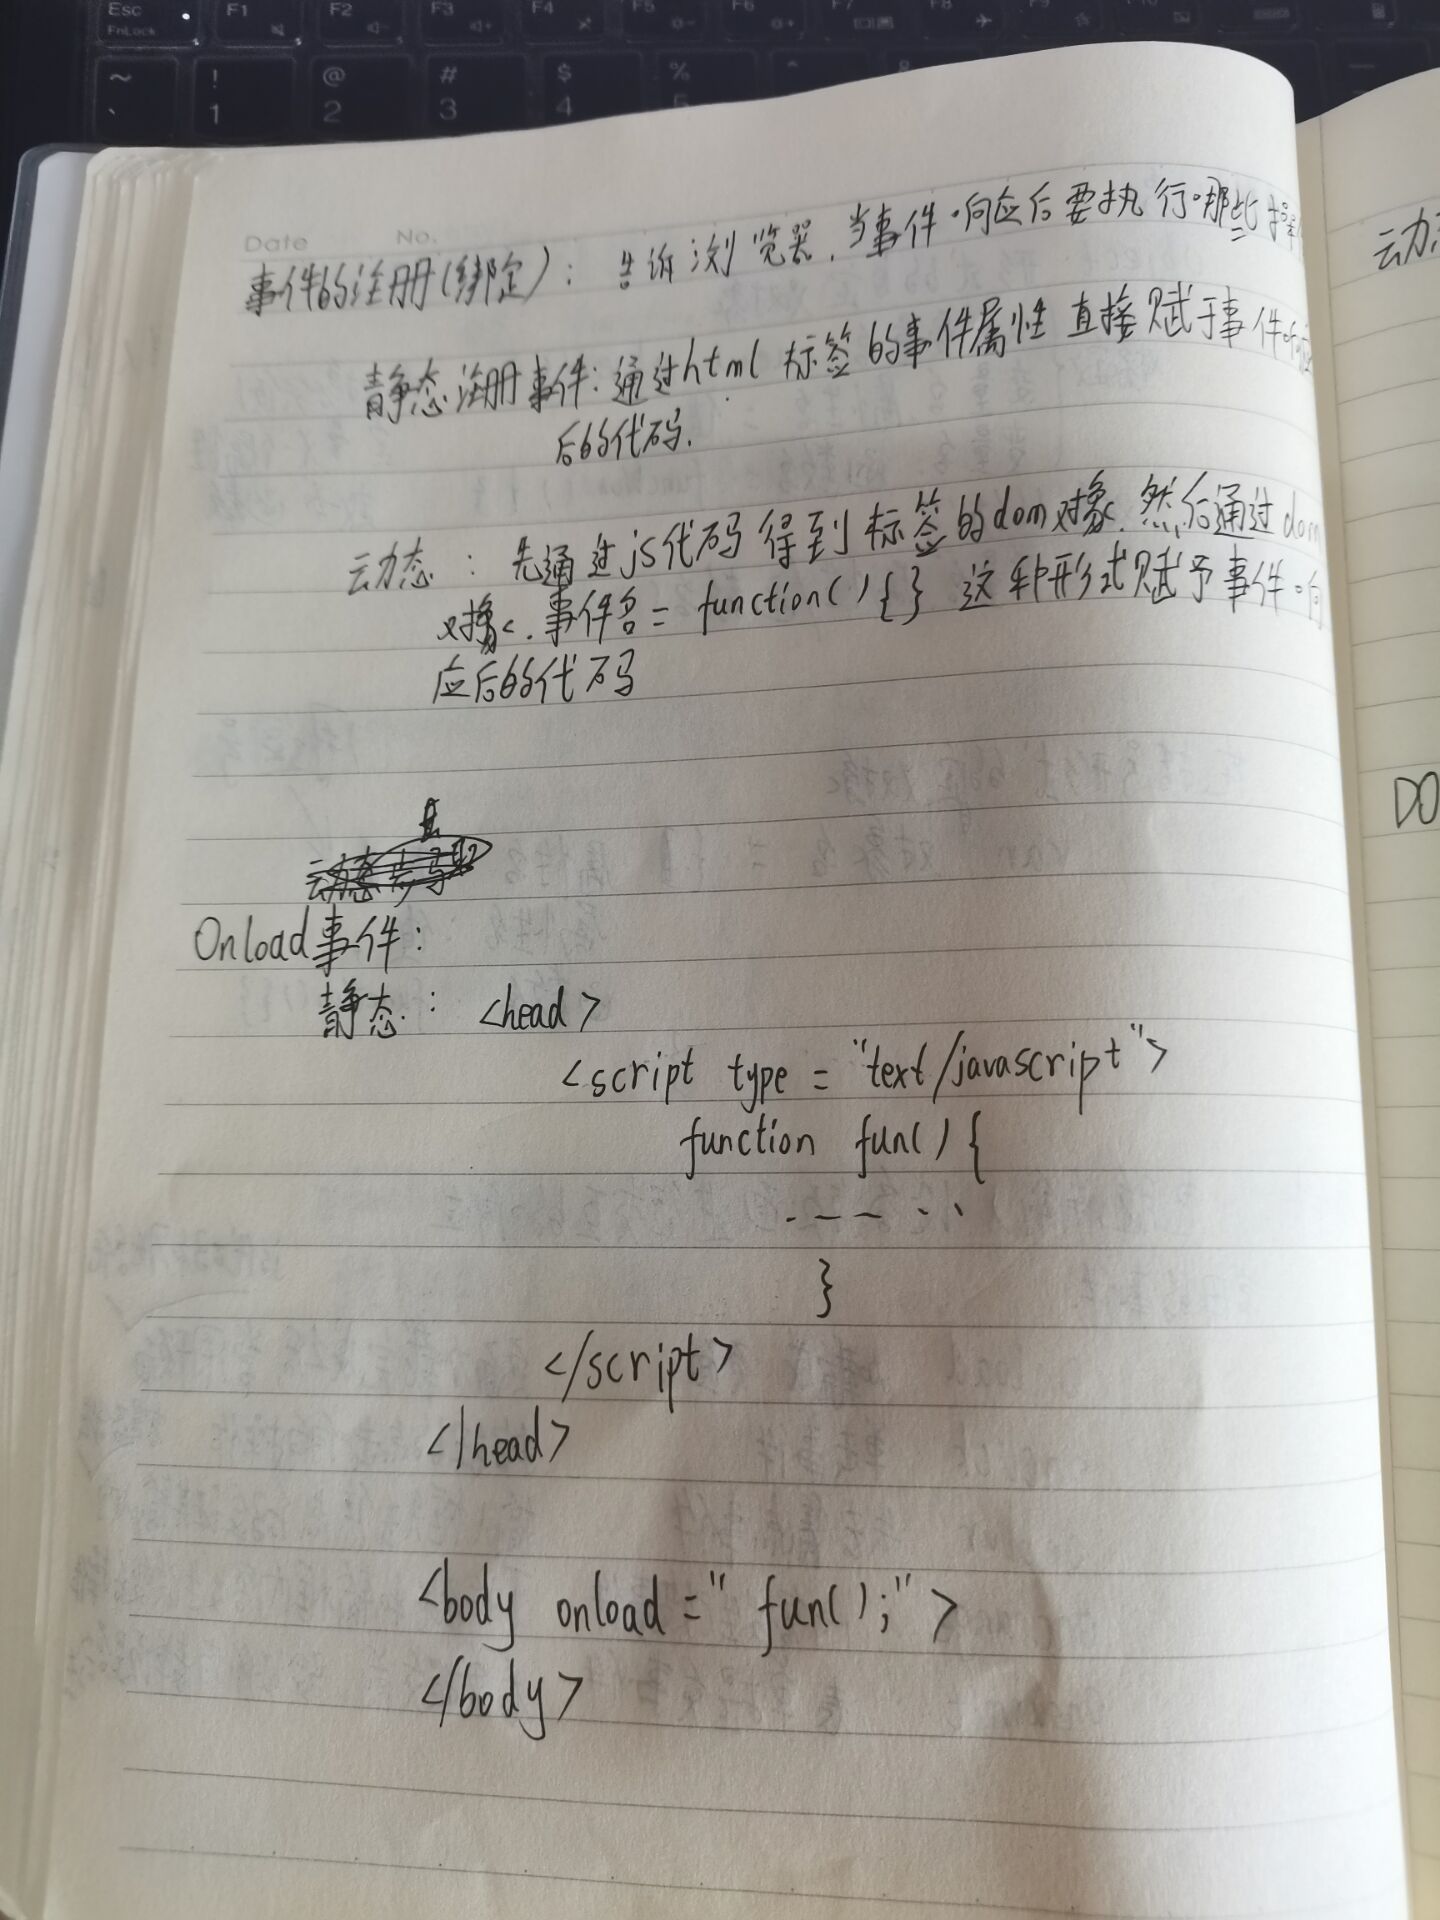 Esc F1 F2 F3 F4 F5 F6 F7 F8
FnLock
~ ! @ # $ % ^
` 1 2 3 4 5
Date No.
事件的注册(绑定): 告诉浏览器,当事件响应后要执行哪些操
静态注册事件:通过html 标签的事件属性 直接赋于事件响应
后的代码.
动态: 先通过js代码 得到 标签的dom对象.然后通过dom
对象.事件名= function(){} 这种形式赋予事件响
应后的代码
Onload事件:
静态: <head>
<script type = "text/javascript">
function fun(){
}
</script>
</head>
<body onload=" fun();">
</body>
动态
DO